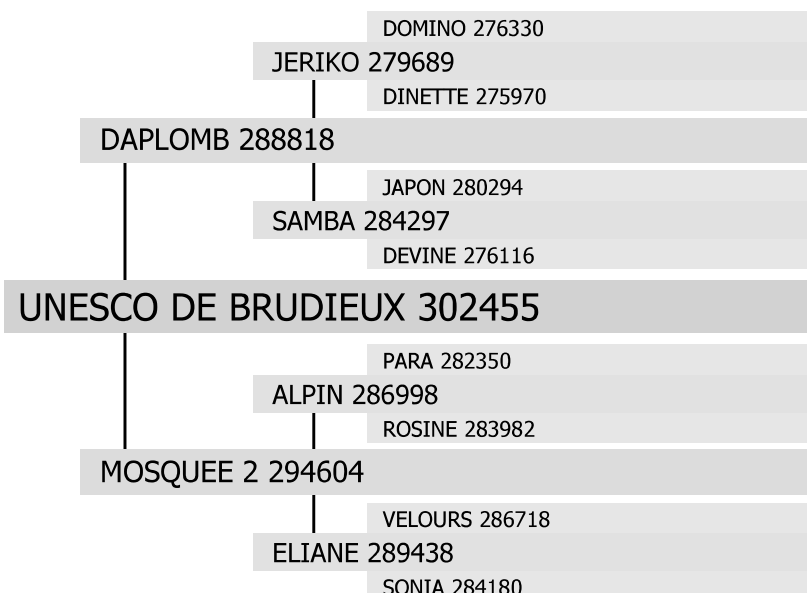 DOMINO 276330
JERIKO 279689
DINETTE 275970
DAPLOMB 288818
JAPON 280294
SAMBA 284297
DEVINE 276116
UNESCO DE BRUDIEUX 302455
PARA 282350
ALPIN 286998
ROSINE 283982
MOSQUEE 2 294604
VELOURS 286718
ELIANE 289438
SONIA 284180